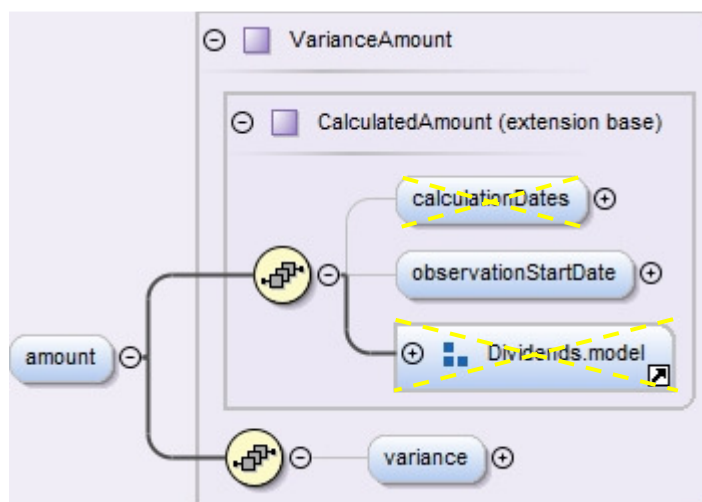 VarianceAmount
CalculatedAmount (extension base)
calculationDates
observationStartDate
Dividends.model
amount
variance